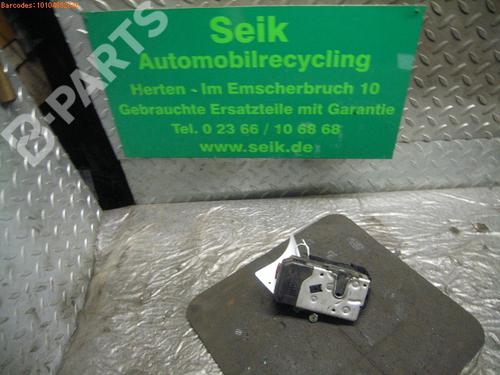 Seik
Automobilrecycling
Herten - Im Emscherbruch 10
Gebrauchte Ersatzteile mit Garantie
Tel. 0 23 66 / 10 68 68
www.seik.de
B-PARTS